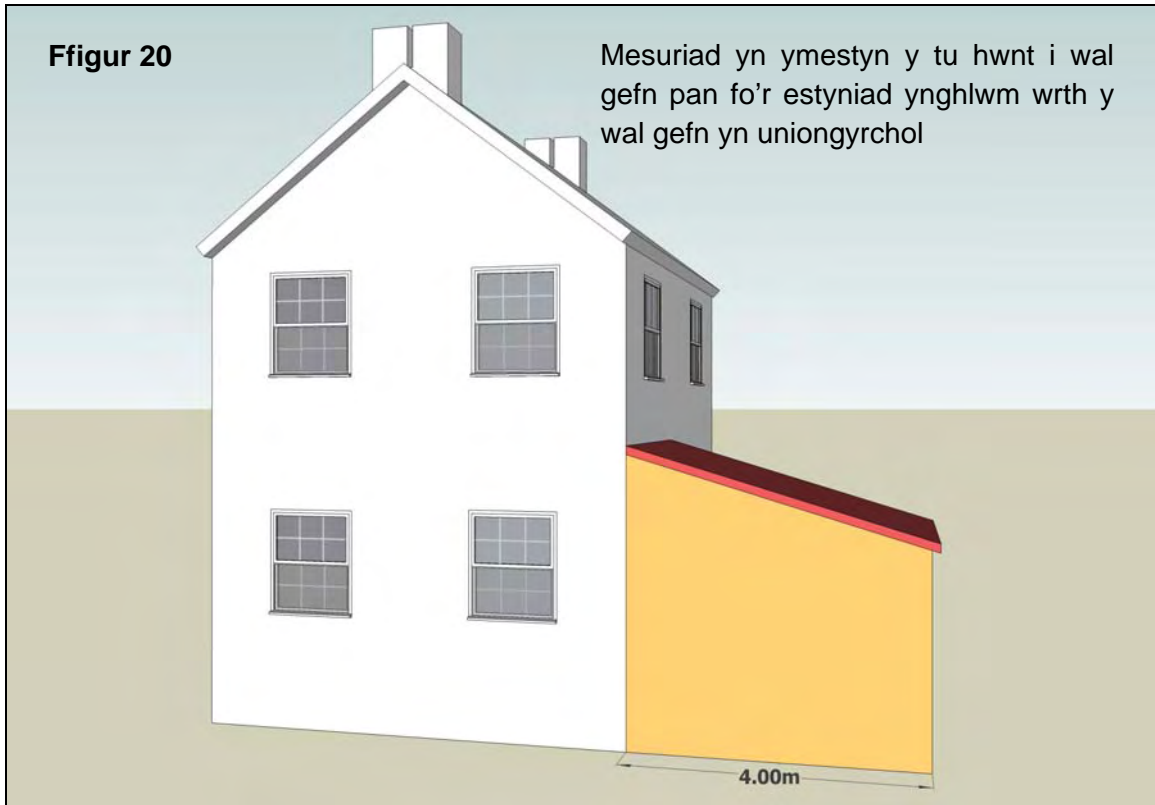 Ffigur 20
Mesuriad yn ymestyn y tu hwnt i wal
gefn pan fo'r estyniad ynghlwm wrth y
wal gefn yn uniongyrchol
4.00m